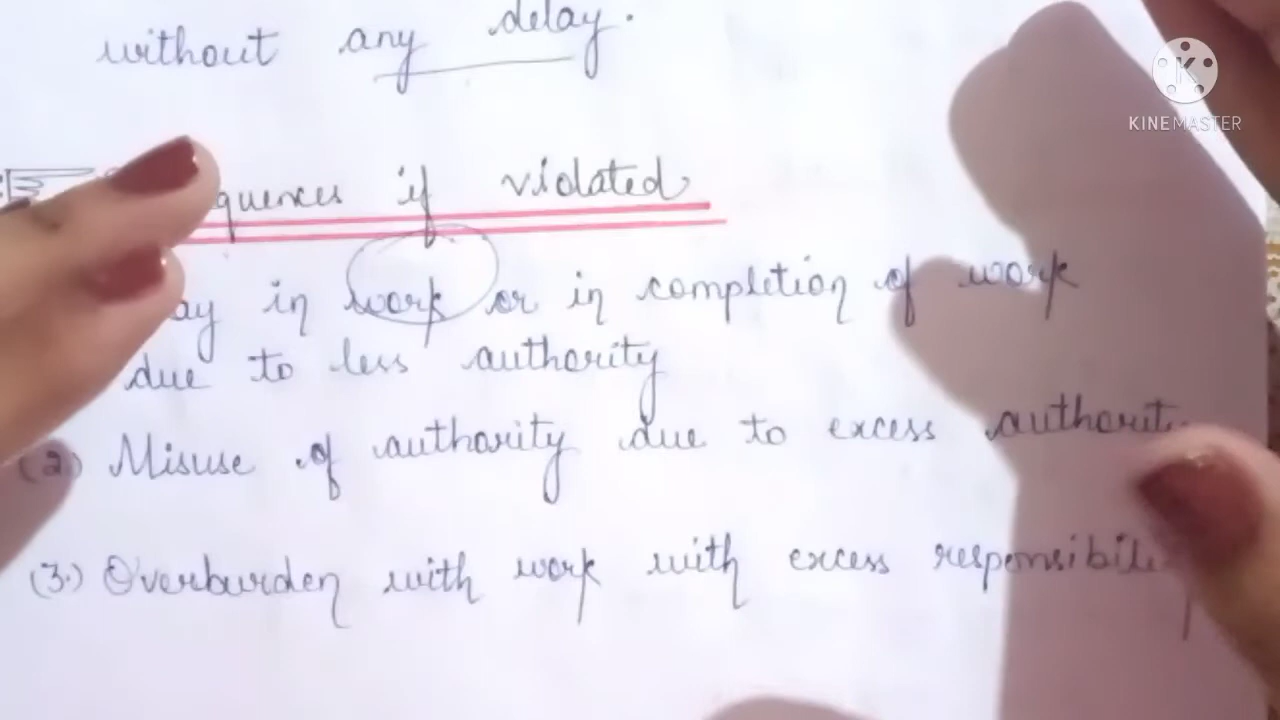 without any delay.
KINEMASTER
if violated
in work or in completion of work
due to less authority
(2) Misuse of authority due to excess
(3.) Overburden with work with excess